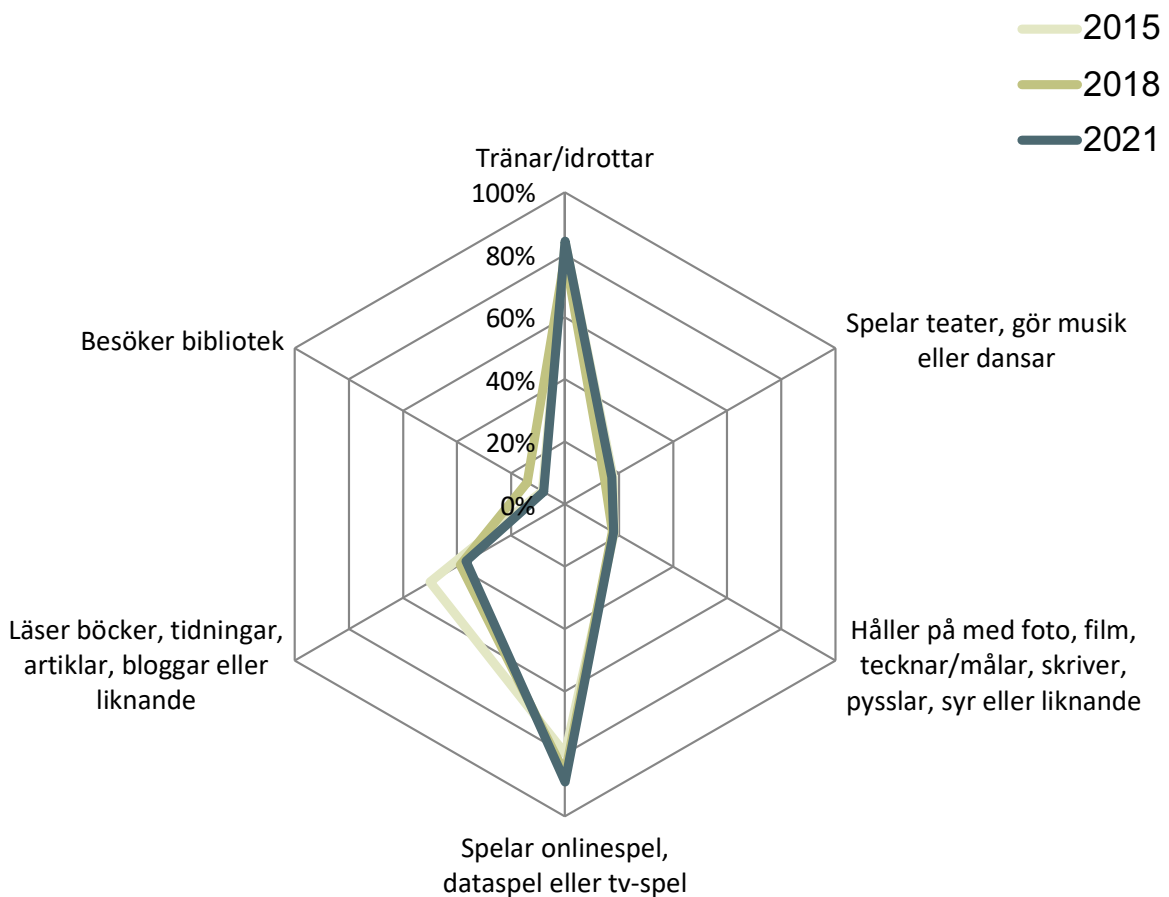 2015
2018
2021
Tränar/idrottar
100%
80%
60%
40%
20%
0%
Spelar teater, gör musik
eller dansar
Håller på med foto, film,
tecknar/målar, skriver,
pysslar, syr eller liknande
Spelar onlinespel,
dataspel eller tv-spel
Läser böcker, tidningar,
artiklar, bloggar eller
liknande
Besöker bibliotek